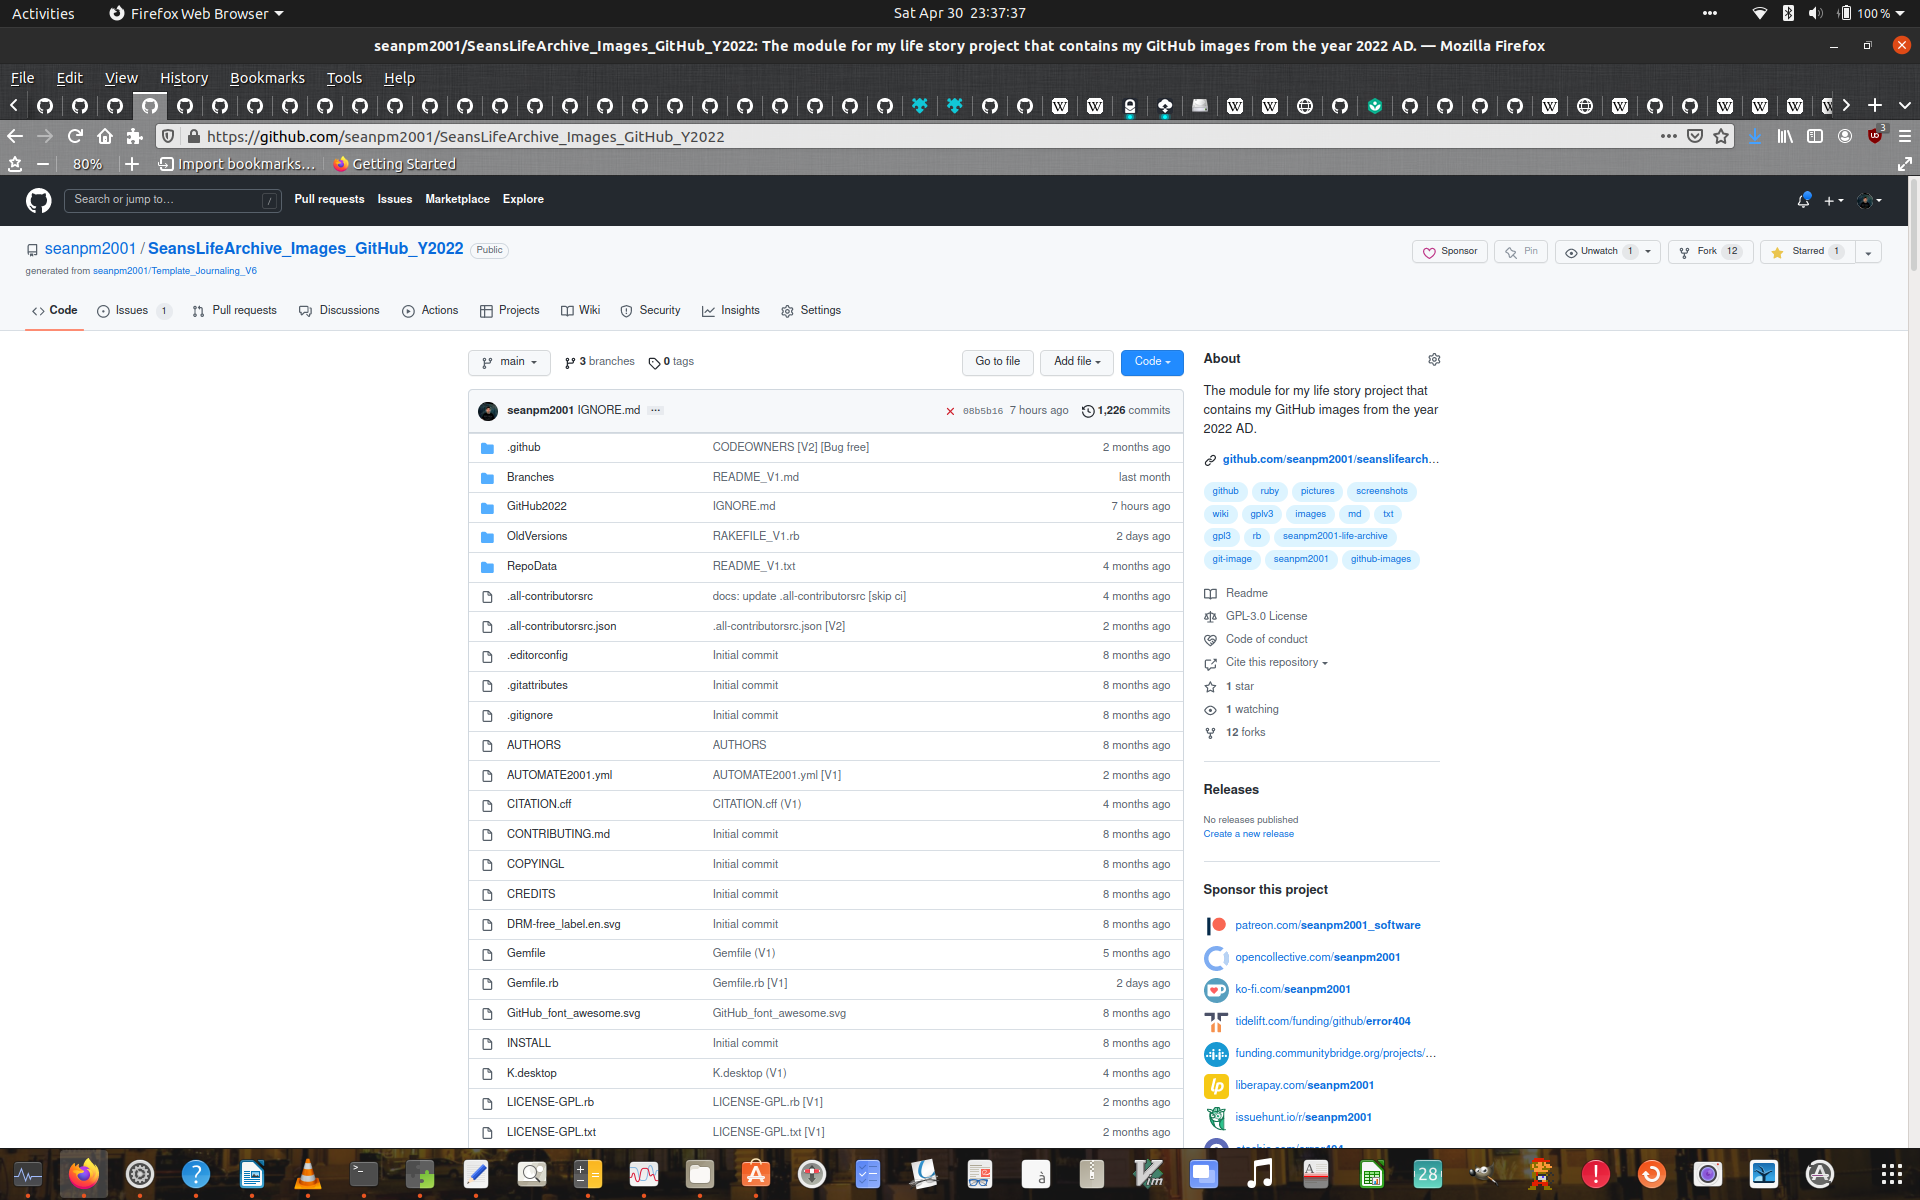 Activities Firefox Web Browser Sat Apr 30 23:37:37 100 %
seanpm2001/SeansLifeArchive_Images_GitHub_Y2022: The module for my life story project that contains my GitHub images from the year 2022 AD. — Mozilla Firefox
File Edit View History Bookmarks Tools Help
https://github.com/seanpm2001/SeansLifeArchive_Images_GitHub_Y2022 3
80% Import bookmarks... Getting Started
Search or jump to... / Pull requests Issues Marketplace Explore
seanpm2001 / SeansLifeArchive_Images_GitHub_Y2022 Public
Sponsor Pin Unwatch 1 Fork 12 Starred 1
generated from seanpm2001/Template_Journaling_V6
Code Issues 1 Pull requests Discussions Actions Projects Wiki Security Insights Settings
main 3 branches 0 tags Go to file Add file Code
seanpm2001 IGNORE.md ... 08b5b16 7 hours ago 1,226 commits
.github CODEOWNERS [V2] [Bug free] 2 months ago
Branches README_V1.md last month
GitHub2022 IGNORE.md 7 hours ago
OldVersions RAKEFILE_V1.rb 2 days ago
RepoData README_V1.txt 4 months ago
.all-contributorsrc docs: update .all-contributorsrc [skip ci] 4 months ago
.all-contributorsrc.json .all-contributorsrc.json [V2] 2 months ago
.editorconfig Initial commit 8 months ago
.gitattributes Initial commit 8 months ago
.gitignore Initial commit 8 months ago
AUTHORS AUTHORS 8 months ago
AUTOMATE2001.yml AUTOMATE2001.yml [V1] 2 months ago
CITATION.cff CITATION.cff (V1) 4 months ago
CONTRIBUTING.md Initial commit 8 months ago
COPYINGL Initial commit 8 months ago
CREDITS Initial commit 8 months ago
DRM-free_label.en.svg Initial commit 8 months ago
Gemfile Gemfile (V1) 5 months ago
Gemfile.rb Gemfile.rb [V1] 2 days ago
GitHub_font_awesome.svg GitHub_font_awesome.svg 8 months ago
INSTALL Initial commit 8 months ago
K.desktop K.desktop (V1) 4 months ago
LICENSE-GPL.rb LICENSE-GPL.rb [V1] 2 months ago
LICENSE-GPL.txt LICENSE-GPL.txt [V1] 2 months ago
About
The module for my life story project that
contains my GitHub images from the year
2022 AD.
github.com/seanpm2001/seanslifearch...
github ruby pictures screenshots
wiki gplv3 images md txt
gpl3 rb seanpm2001-life-archive
git-image seanpm2001 github-images
Readme
GPL-3.0 License
Code of conduct
Cite this repository
1 star
1 watching
12 forks
Releases
No releases published
Create a new release
Sponsor this project
patreon.com/seanpm2001_software
opencollective.com/seanpm2001
ko-fi.com/seanpm2001
tidelift.com/funding/github/error404
funding.communitybridge.org/projects/...
liberapay.com/seanpm2001
issuehunt.io/r/seanpm2001
28